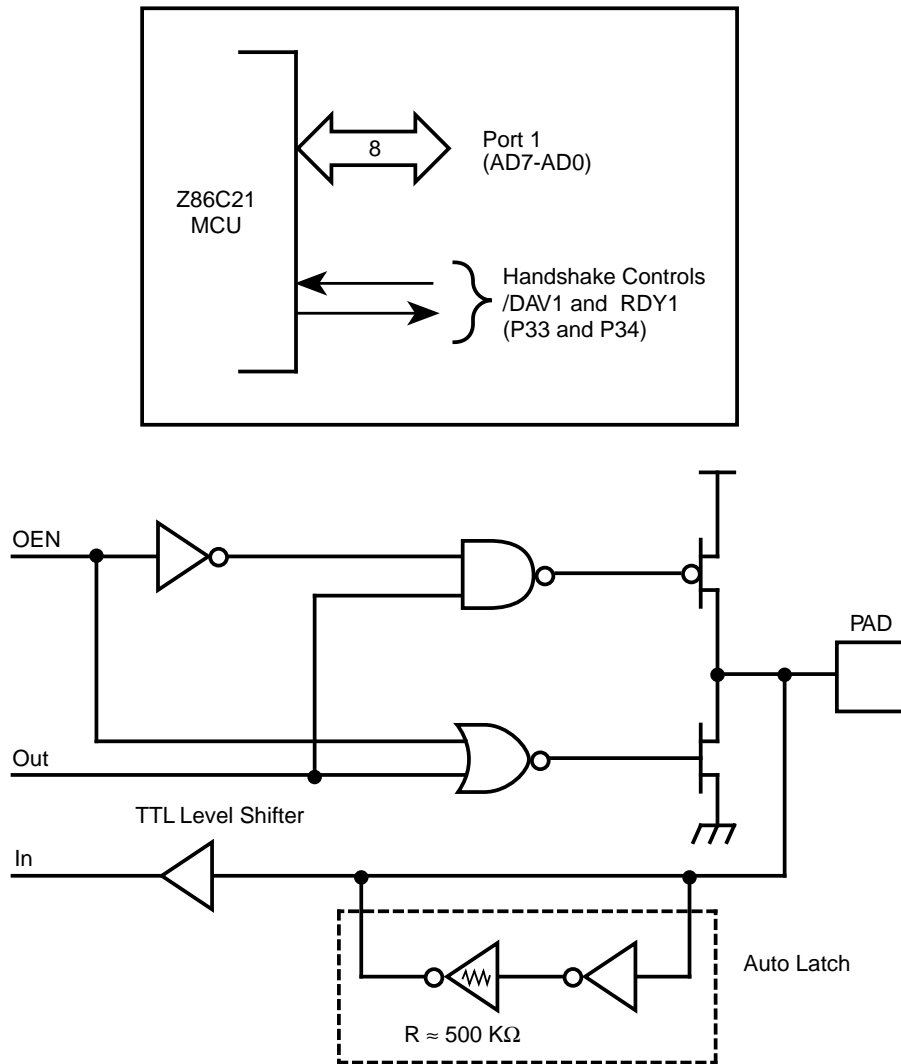 Z86C21
MCU
8
Port 1
(AD7-AD0)
Handshake Controls
/DAV1 and RDY1
(P33 and P34)
OEN
PAD
Out
TTL Level Shifter
In
Auto Latch
R ≈ 500 KΩ